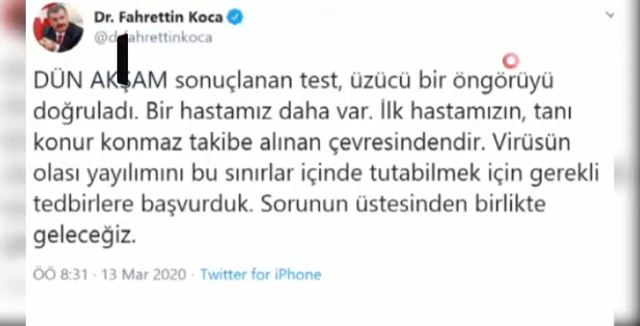 Dr. Fahrettin Koca
@drfahrettinkoca
DÜN AKŞAM sonuçlanan test, üzücü bir öngörüyü
doğruladı. Bir hastamız daha var. İlk hastamızın, tanı
konur konmaz takibe alınan çevresindendir. Virüsün
olası yayılımını bu sınırlar içinde tutabilmek için gerekli
tedbirlere başvurduk. Sorunun üstesinden birlikte
geleceğiz.
ÖÖ 8:31 · 13 Mar 2020 · Twitter for iPhone